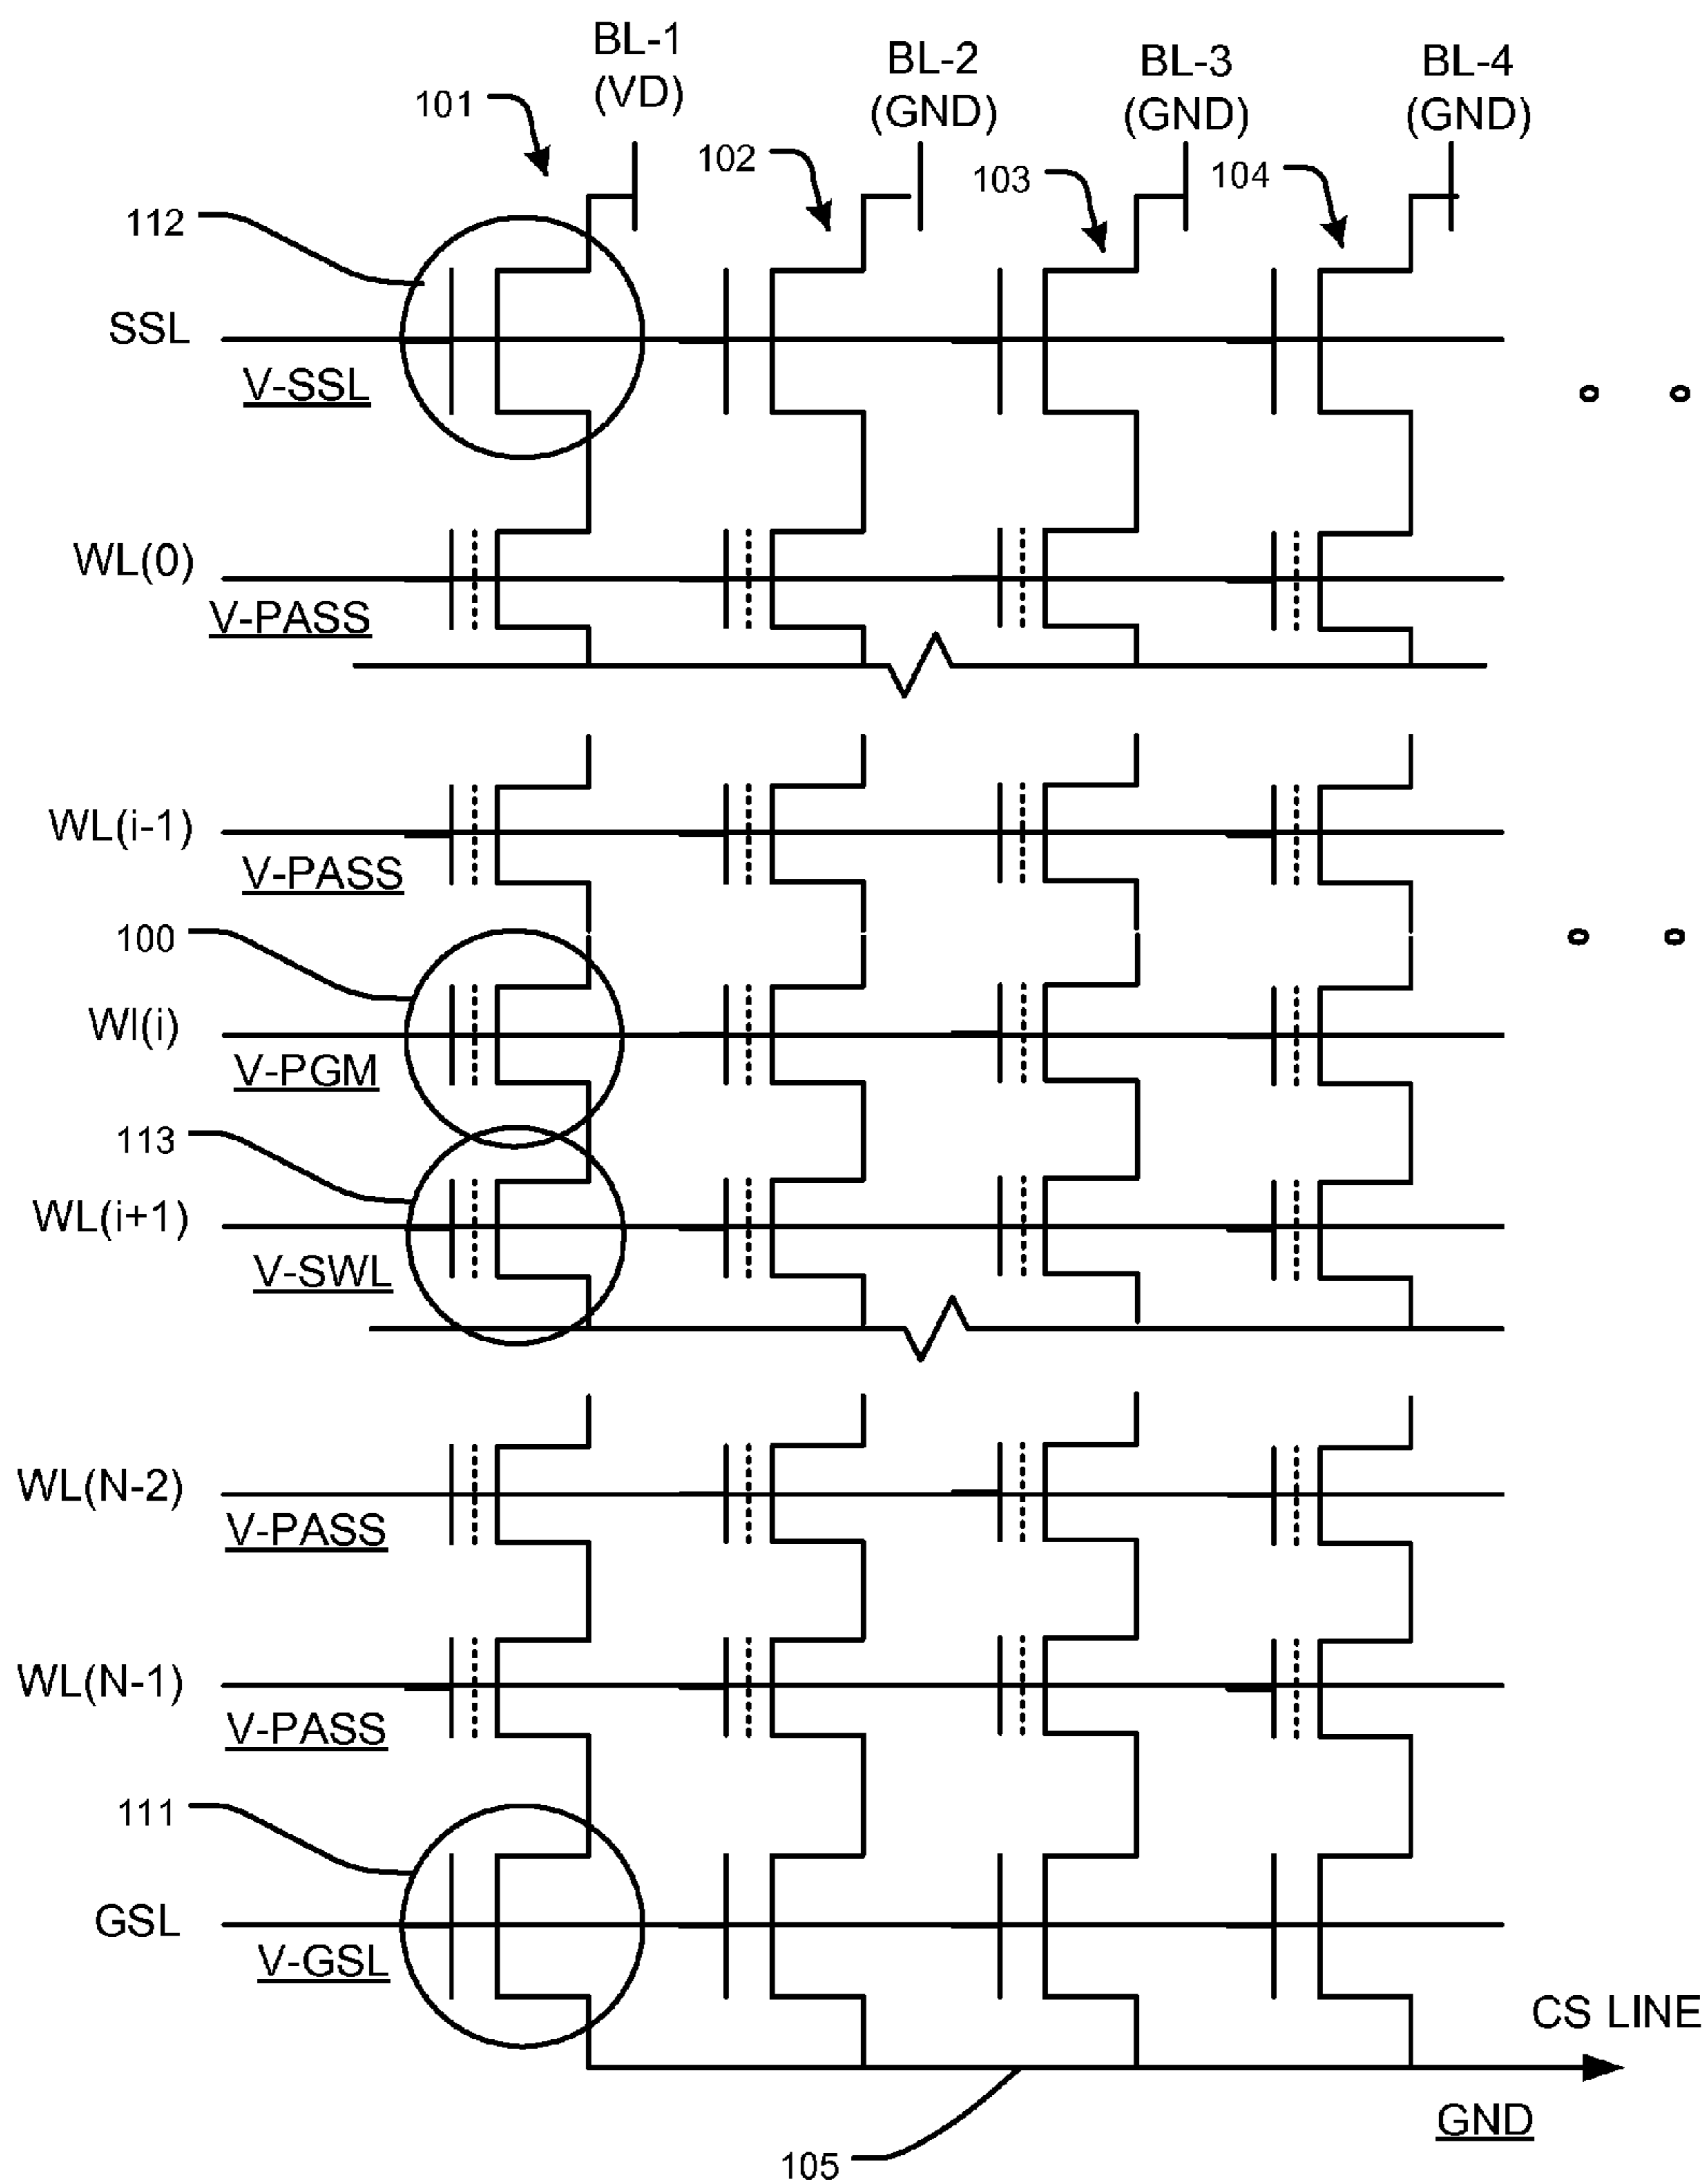 BL-1
(VD)
BL-2
(GND)
BL-3
(GND)
BL-4
(GND)
101
102
103
104
112
SSL
V-SSL
WL(0)
V-PASS
WL(i-1)
V-PASS
100
Wl(i)
V-PGM
113
WL(i+1)
V-SWL
WL(N-2)
V-PASS
WL(N-1)
V-PASS
111
GSL
V-GSL
CS LINE
GND
105